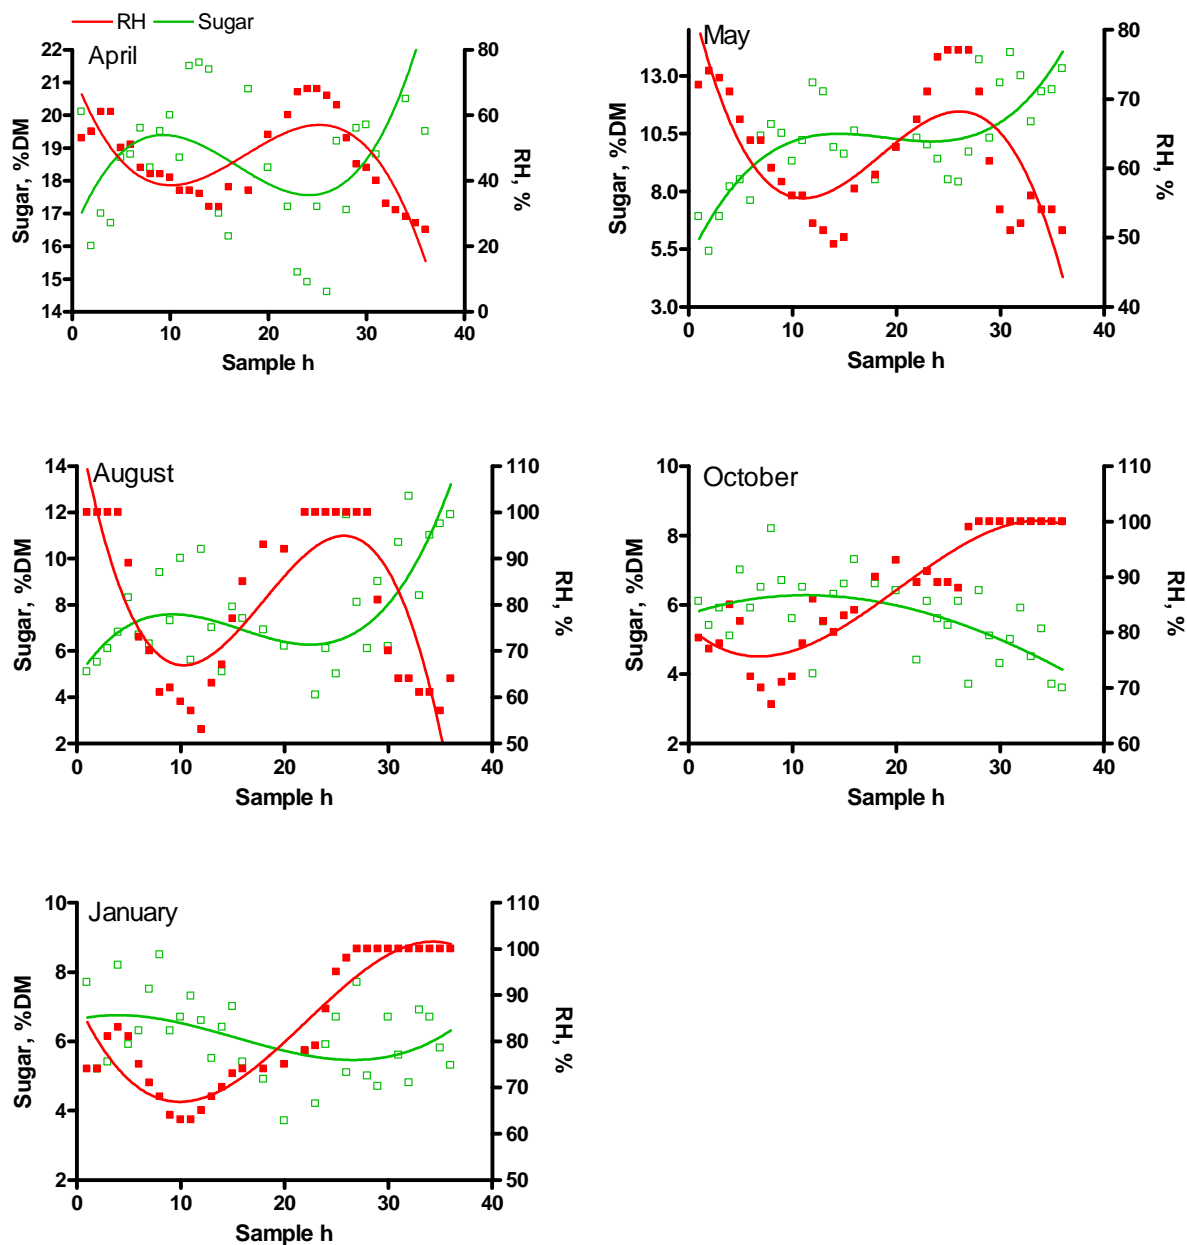 RH Sugar
April
22
21
20
19
18
17
16
15
14
80
60
40
20
0
0 10 20 30 40
Sugar, %DM
RH, %
Sample h
May
13.0
10.5
8.0
5.5
3.0
80
70
60
50
40
0 10 20 30 40
Sugar, %DM
RH, %
Sample h
August
14
12
10
8
6
4
2
110
100
90
80
70
60
50
0 10 20 30 40
Sugar, %DM
RH, %
Sample h
October
10
8
6
4
2
110
100
90
80
70
60
0 10 20 30 40
Sugar, %DM
RH, %
Sample h
January
10
8
6
4
2
110
100
90
80
70
60
50
0 10 20 30 40
Sugar, %DM
RH, %
Sample h